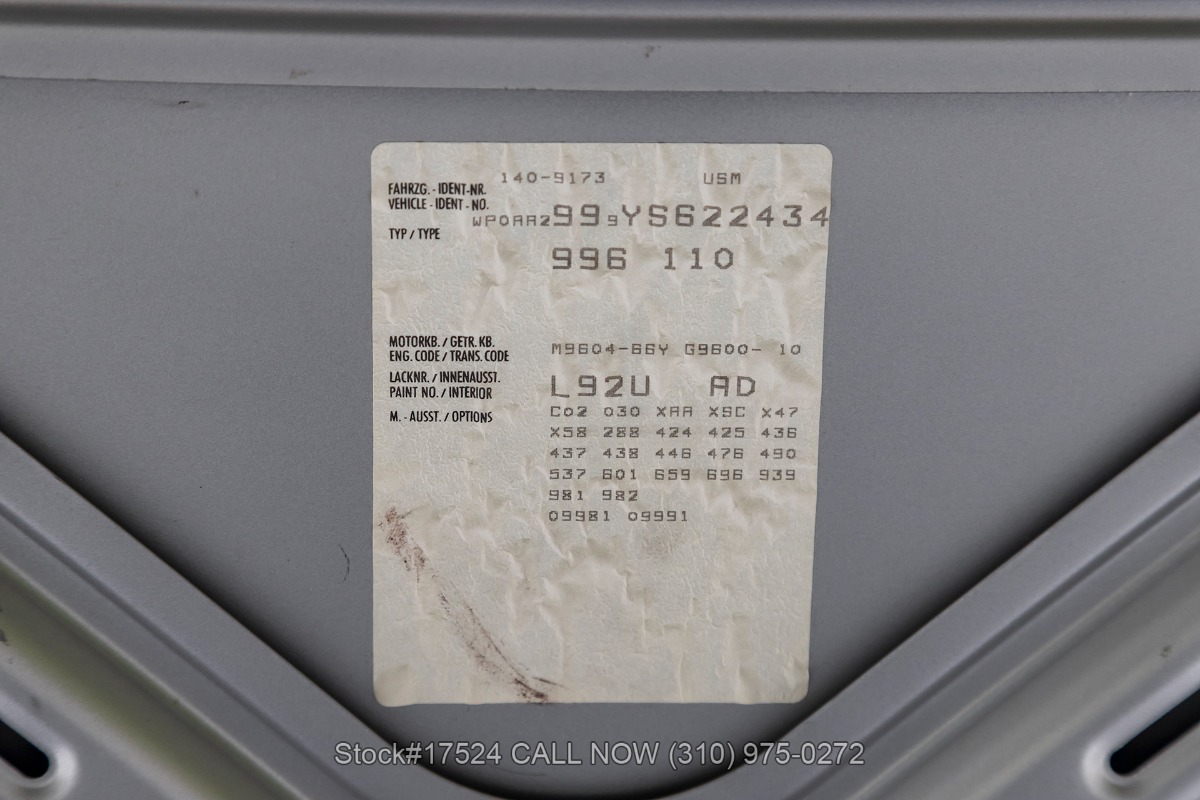 140-9173 USM
FAHRZG. - IDENT-NR.
VEHICLE - IDENT - NO.
WP0AA2999YS622434
TYP / TYPE
996 110
MOTORKB. / GETR. KB.
ENG. CODE / TRANS. CODE
M9604-66Y G9600- 10
LACKNR. / INNENAUSST.
PAINT NO. / INTERIOR
L92U AD
M. - AUSST. / OPTIONS
C02 030 XAA XSC X47
X58 288 424 425 436
437 438 446 476 490
537 601 659 696 939
981 982
09981 09991
Stock#17524 CALL NOW (310) 975-0272